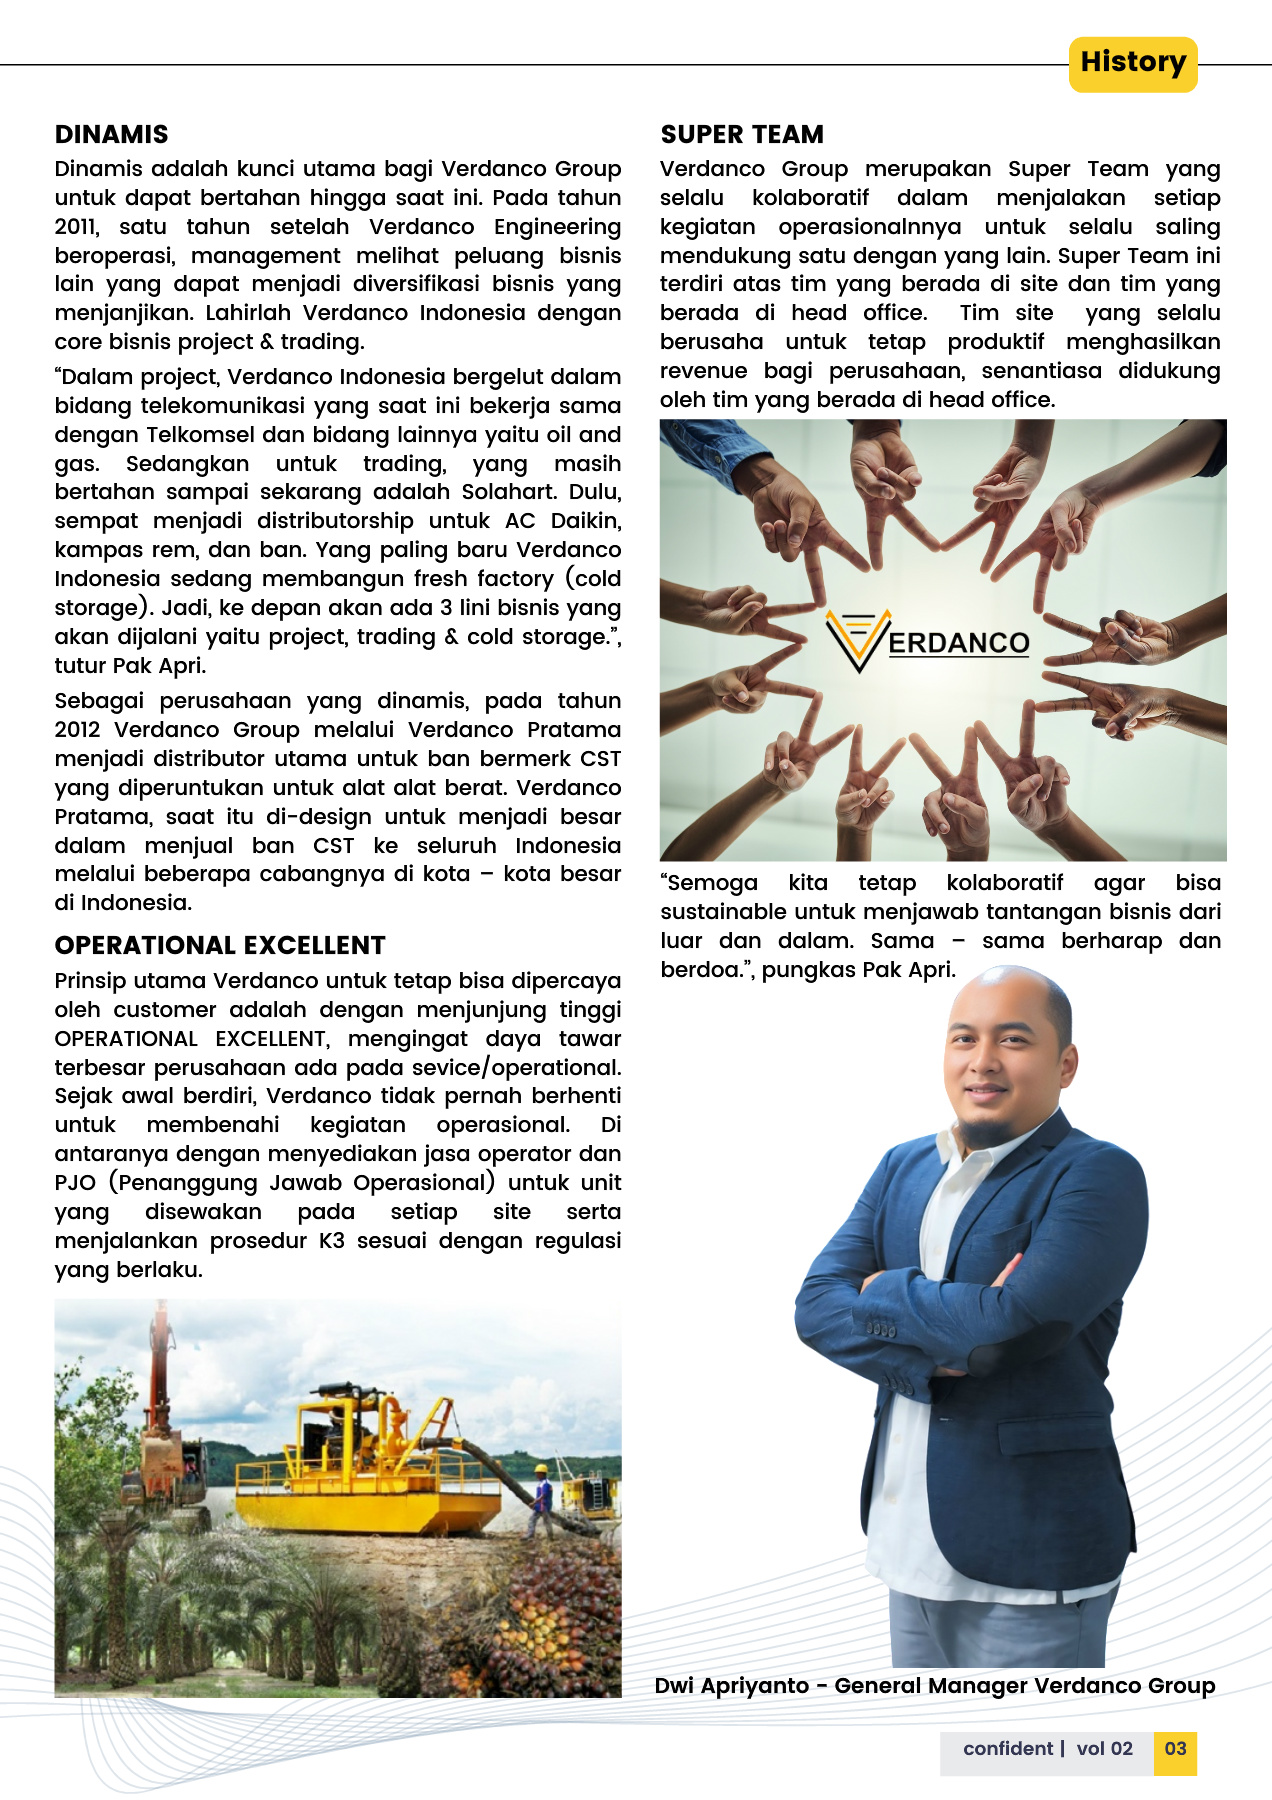 History
DINAMIS
Dinamis adalah kunci utama bagi Verdanco Group
untuk dapat bertahan hingga saat ini. Pada tahun
2011, satu tahun setelah Verdanco Engineering
beroperasi, management melihat peluang bisnis
lain yang dapat menjadi diversifikasi bisnis yang
menjanjikan. Lahirlah Verdanco Indonesia dengan
core bisnis project & trading.
“Dalam project, Verdanco Indonesia bergelut dalam
bidang telekomunikasi yang saat ini bekerja sama
dengan Telkomsel dan bidang lainnya yaitu oil and
gas. Sedangkan untuk trading, yang masih
bertahan sampai sekarang adalah Solahart. Dulu,
sempat menjadi distributorship untuk AC Daikin,
kampas rem, dan ban. Yang paling baru Verdanco
Indonesia sedang membangun fresh factory (cold
storage). Jadi, ke depan akan ada 3 lini bisnis yang
akan dijalani yaitu project, trading & cold storage.”,
tutur Pak Apri.
Sebagai perusahaan yang dinamis, pada tahun
2012 Verdanco Group melalui Verdanco Pratama
menjadi distributor utama untuk ban bermerk CST
yang diperuntukan untuk alat alat berat. Verdanco
Pratama, saat itu di-design untuk menjadi besar
dalam menjual ban CST ke seluruh Indonesia
melalui beberapa cabangnya di kota – kota besar
di Indonesia.
OPERATIONAL EXCELLENT
Prinsip utama Verdanco untuk tetap bisa dipercaya
oleh customer adalah dengan menjunjung tinggi
OPERATIONAL EXCELLENT, mengingat daya tawar
terbesar perusahaan ada pada sevice/operational.
Sejak awal berdiri, Verdanco tidak pernah berhenti
untuk membenahi kegiatan operasional. Di
antaranya dengan menyediakan jasa operator dan
PJO (Penanggung Jawab Operasional) untuk unit
yang disewakan pada setiap site serta
menjalankan prosedur K3 sesuai dengan regulasi
yang berlaku.
SUPER TEAM
Verdanco Group merupakan Super Team yang
selalu kolaboratif dalam menjalakan setiap
kegiatan operasionalnnya untuk selalu saling
mendukung satu dengan yang lain. Super Team ini
terdiri atas tim yang berada di site dan tim yang
berada di head office. Tim site yang selalu
berusaha untuk tetap produktif menghasilkan
revenue bagi perusahaan, senantiasa didukung
oleh tim yang berada di head office.
VERDANCO
“Semoga kita tetap kolaboratif agar bisa
sustainable untuk menjawab tantangan bisnis dari
luar dan dalam. Sama – sama berharap dan
berdoa.”, pungkas Pak Apri.
Dwi Apriyanto - General Manager Verdanco Group
confident | vol 02 03